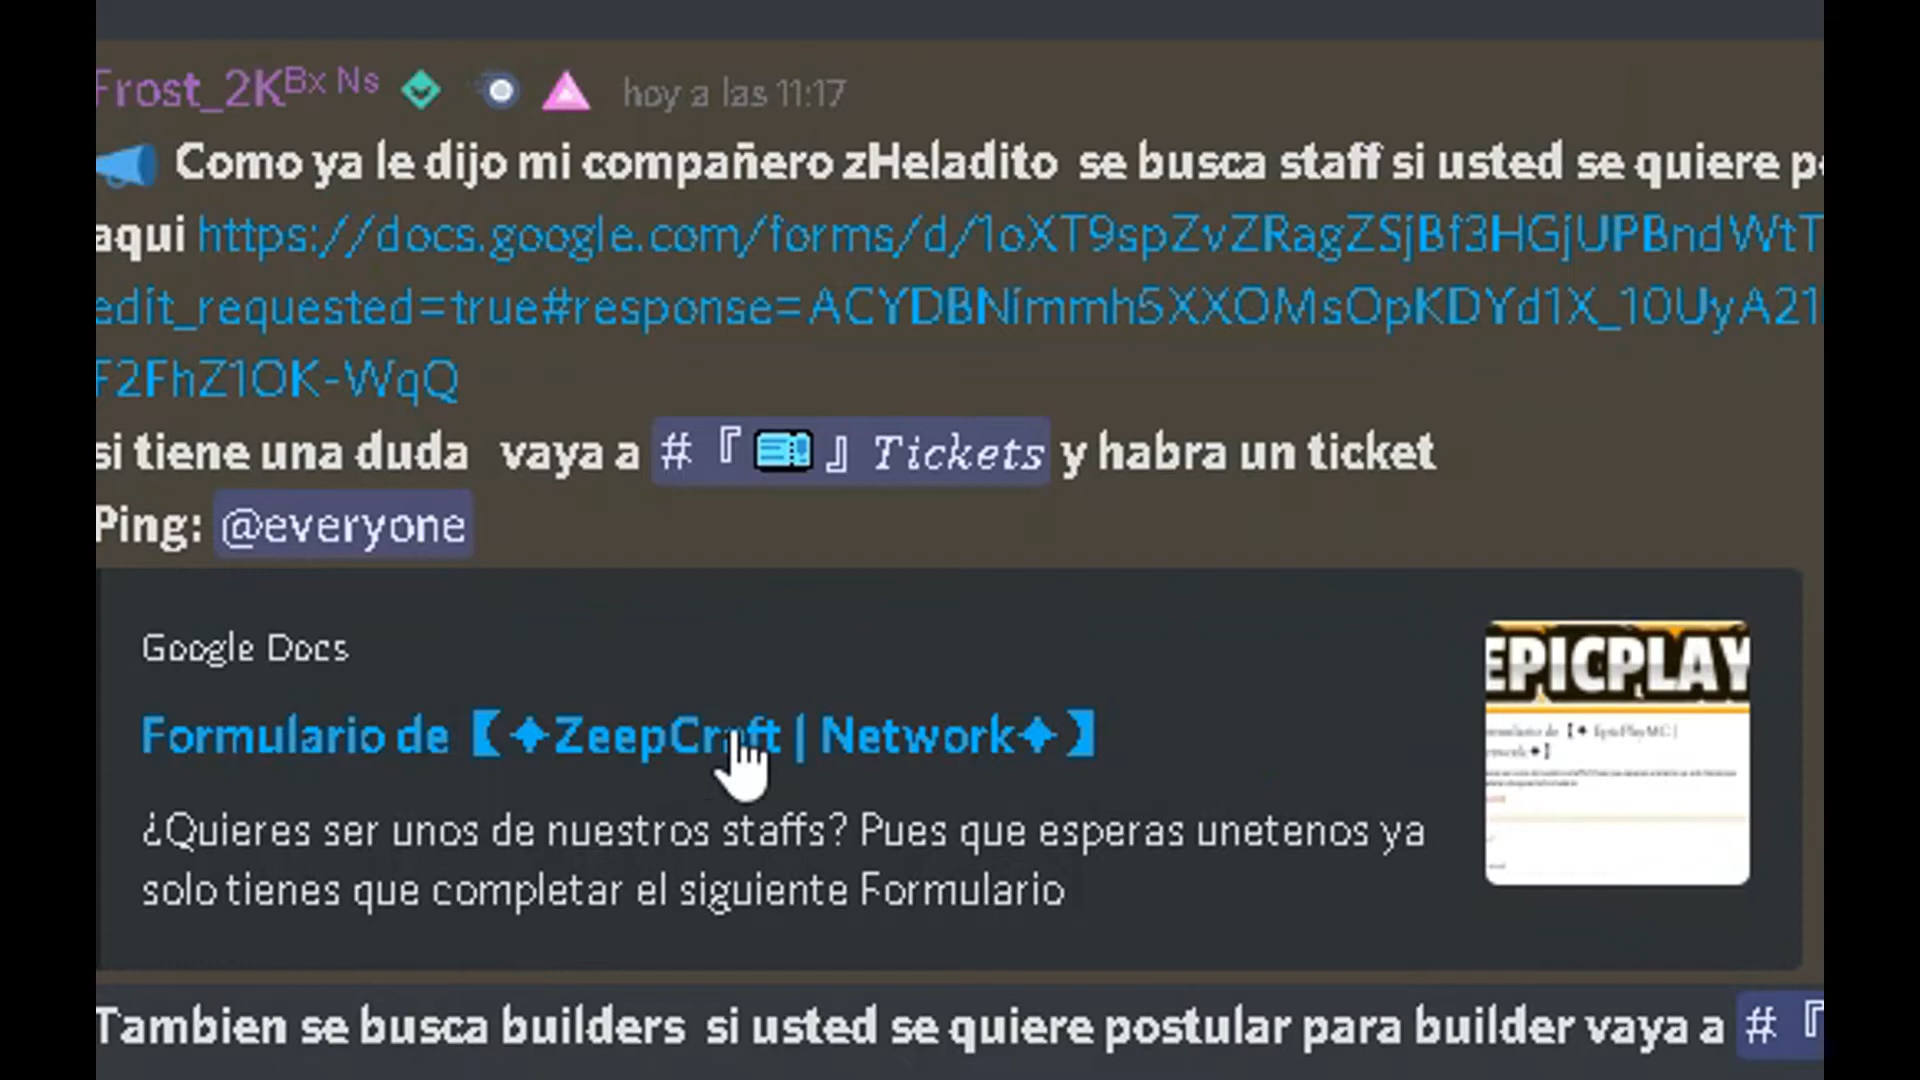 Frost_2K Bx Ns hoy a las 11:17
Como ya le dijo mi compañero zHeladito se busca staff si usted se quiere
aqui https://docs.google.com/forms/d/1oXT9spZvZRagZSjBf3HGjUPBndWtT
edit_requested=true#response=ACYDBNimmh5XXOMsOpKDYd1X_10UyA21
F2FhZ1OK-WqQ
si tiene una duda vaya a #『🎫』Tickets y habra un ticket
Ping: @everyone
Google Docs
Formulario de【✦ZeepCraft | Network✦】
EPICPLAY
¿Quieres ser unos de nuestros staffs? Pues que esperas unetenos ya
solo tienes que completar el siguiente Formulario
Tambien se busca builders si usted se quiere postular para builder vaya a #『